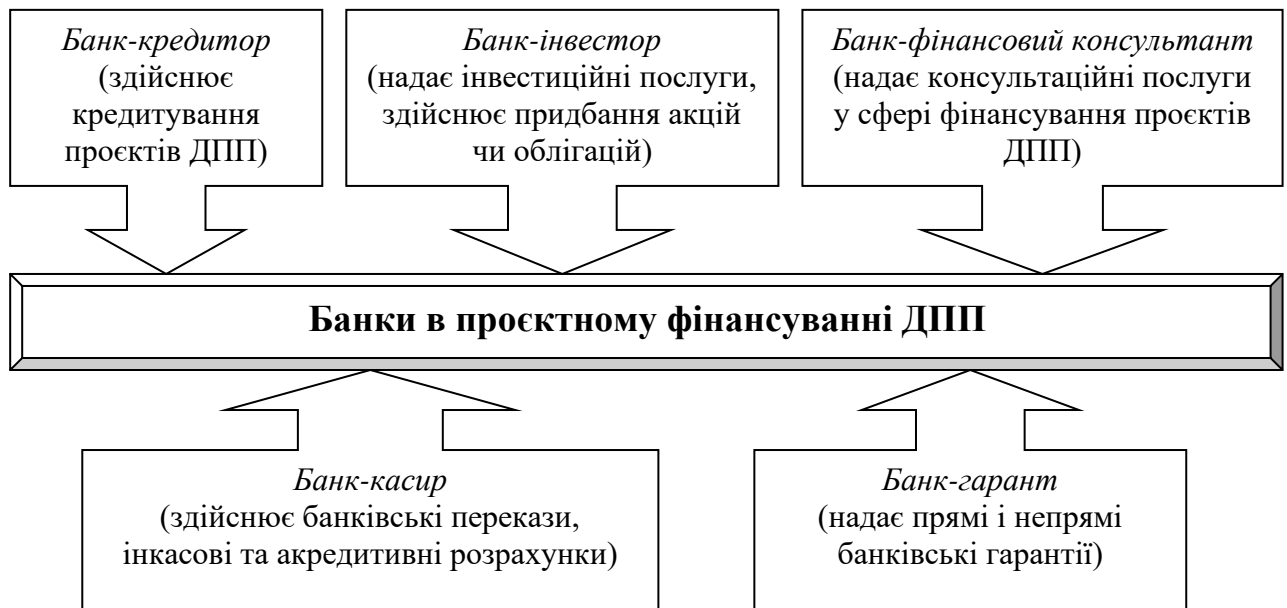 Банк-кредитор
(здійснює
кредитування
проєктів ДПП)
Банк-інвестор
(надає інвестиційні послуги,
здійснює придбання акцій
чи облігацій)
Банк-фінансовий консультант
(надає консультаційні послуги
у сфері фінансування проєктів
ДПП)
Банки в проєктному фінансуванні ДПП
Банк-касир
(здійснює банківські перекази,
інкасові та акредитивні розрахунки)
Банк-гарант
(надає прямі і непрямі
банківські гарантії)